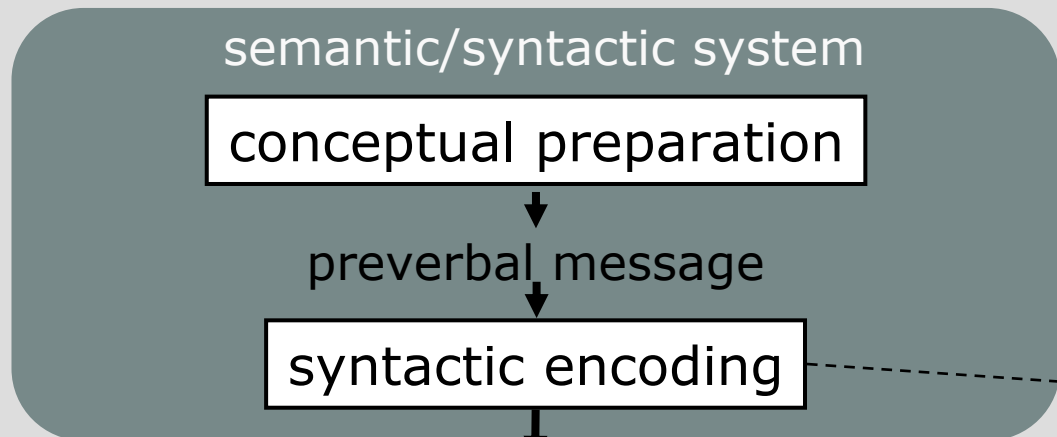 semantic/syntactic system
conceptual preparation
preverbal message
syntactic encoding